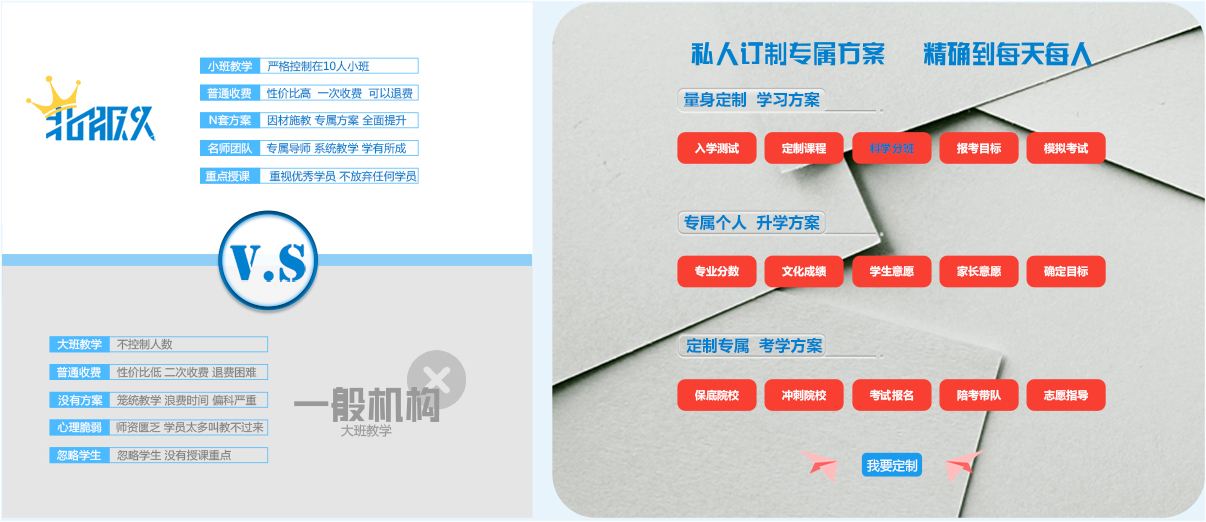 小班教学 严格控制在10人小班
普通收费 性价比高 一次收费 可以退费
N套方案 因材施教 专属方案 全面提升
名师团队 专属导师 系统教学 学有所成
重点授课 重视优秀学员 不放弃任何学员
V.S
大班教学 不控制人数
普通收费 性价比低 二次收费 退费困难
没有方案 笼统教学 浪费时间 偏科严重
心理脆弱 师资匮乏 学员太多叫教不过来
忽略学生 忽略学生 没有授课重点
一般机构
大班教学
私人订制专属方案 精确到每天每人
量身定制 学习方案
入学测试 定制课程 科学分班 报考目标 模拟考试
专属个人 升学方案
专业分数 文化成绩 学生意愿 家长意愿 确定目标
定制专属 考学方案
保底院校 冲刺院校 考试报名 陪考带队 志愿指导
我要定制